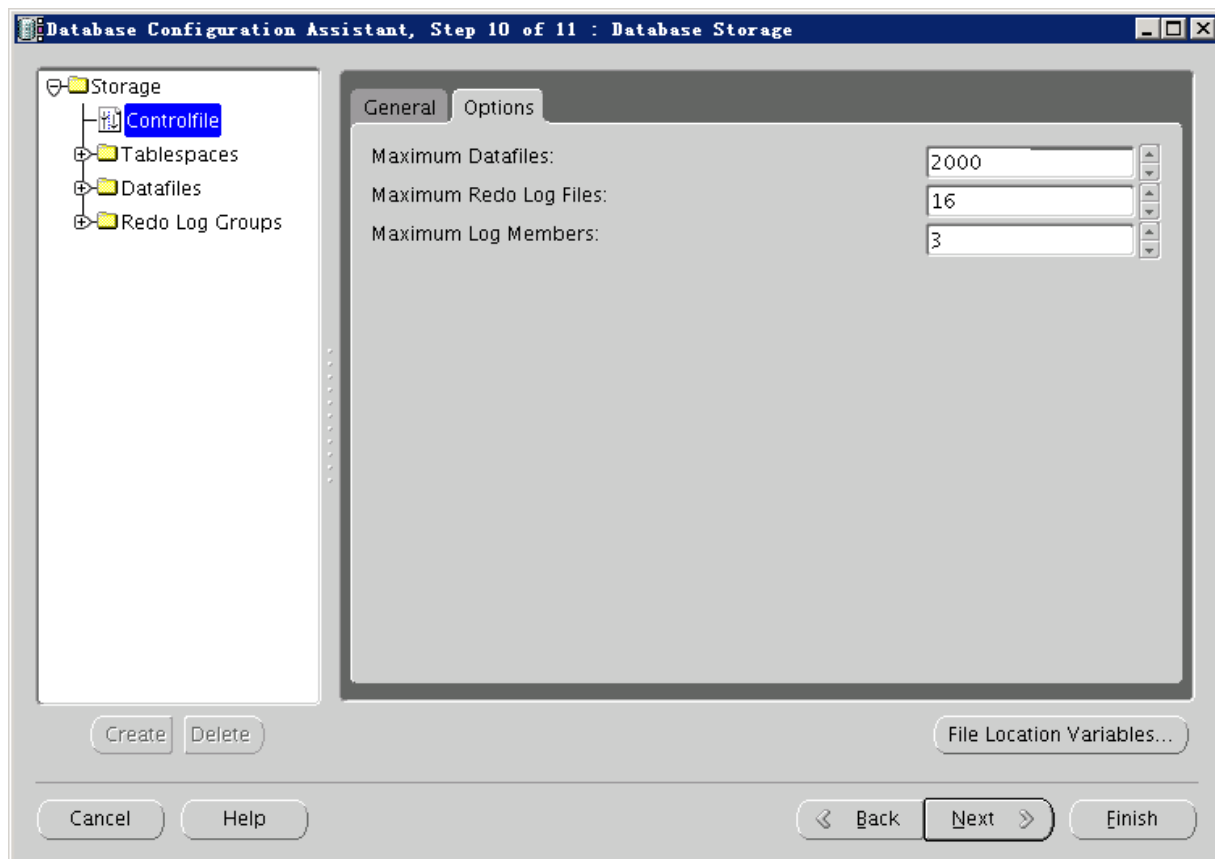 Database Configuration Assistant, Step 10 of 11 : Database Storage
Storage
Controlfile
Tablespaces
Datafiles
Redo Log Groups
General
Options
Maximum Datafiles:
2000
Maximum Redo Log Files:
16
Maximum Log Members:
3
Create
Delete
File Location Variables...
Cancel
Help
Back
Next
Finish